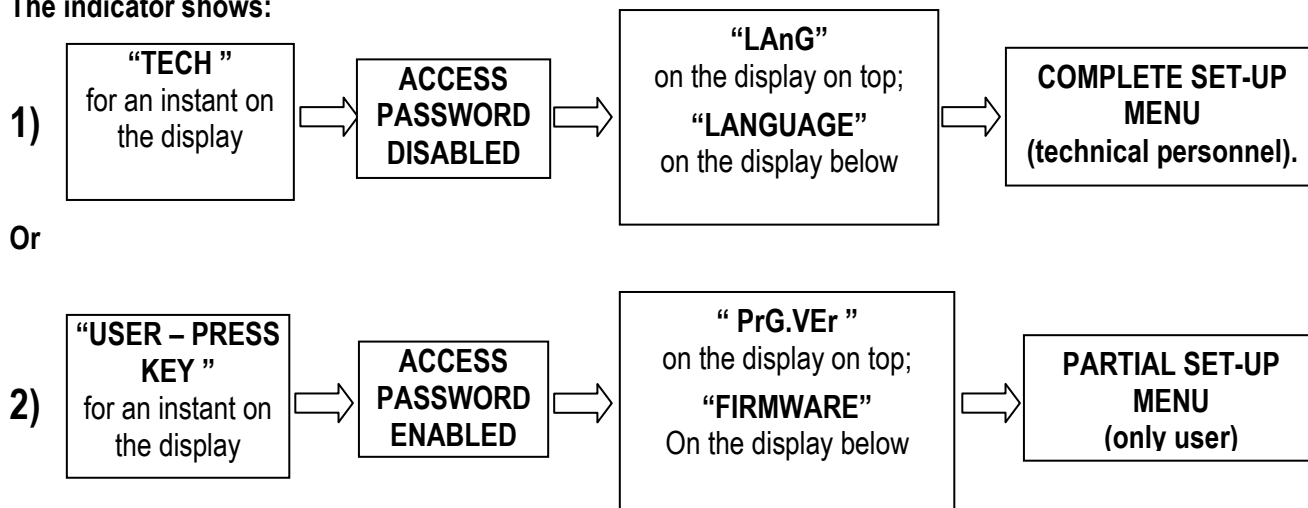 The indicator shows:
1)
“TECH ”
for an instant on
the display
ACCESS
PASSWORD
DISABLED
“LAnG”
on the display on top;
“LANGUAGE”
on the display below
COMPLETE SET-UP
MENU
(technical personnel).
Or
2)
“USER – PRESS
KEY ”
for an instant on
the display
ACCESS
PASSWORD
ENABLED
“ PrG.VEr ”
on the display on top;
“FIRMWARE”
On the display below
PARTIAL SET-UP
MENU
(only user)